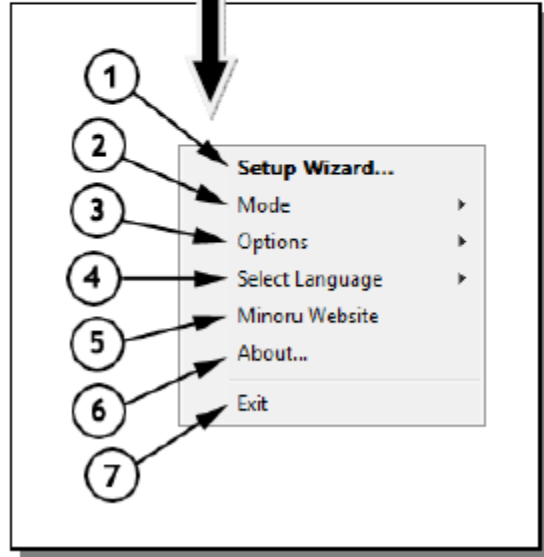 1
Setup Wizard...
2
Mode
3
Options
4
Select Language
5
Minoru Website
6
About...
7
Exit